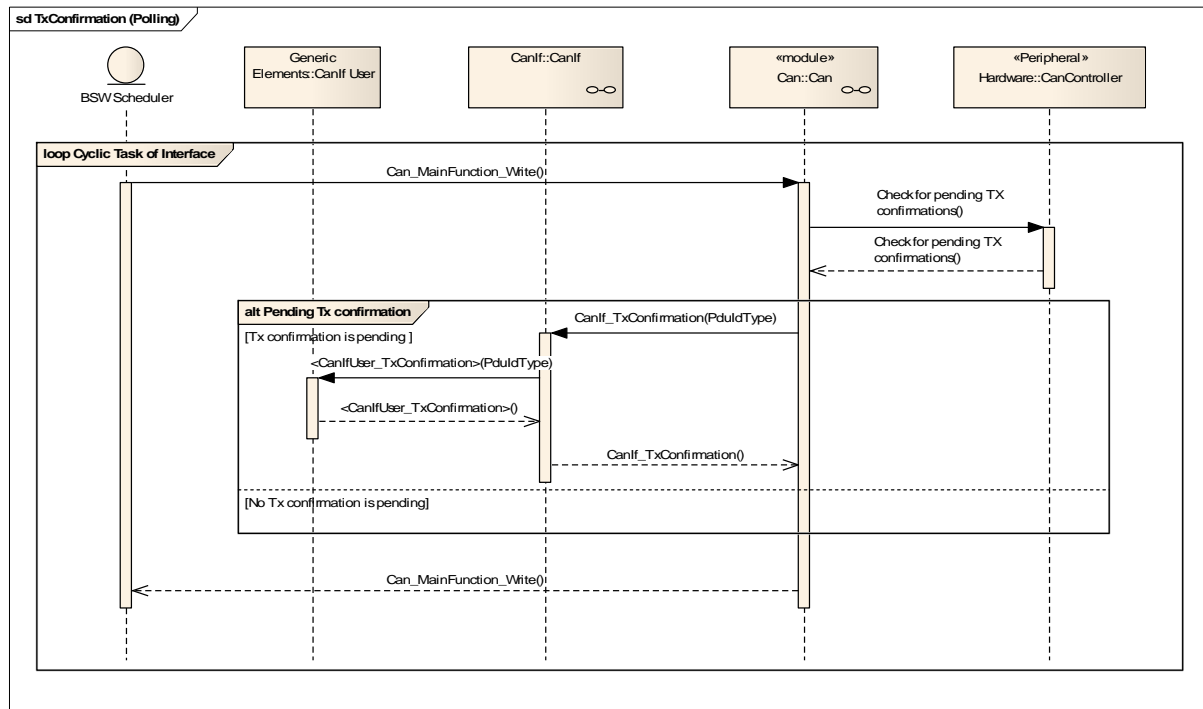 sd TxConfirmation (Polling)
BSW Scheduler
Generic
Elements::CanIf User
CanIf::CanIf
«module»
Can::Can
«Peripheral»
Hardware::CanController
loop Cyclic Task of Interface
Can_MainFunction_Write()
Check for pending TX
confirmations()
Check for pending TX
confirmations()
alt Pending Tx confirmation
CanIf_TxConfirmation(PduIdType)
[Tx confirmation is pending ]
<CanIfUser_TxConfirmation>(PduIdType)
<CanIfUser_TxConfirmation>()
CanIf_TxConfirmation()
[No Tx confirmation is pending]
Can_MainFunction_Write()